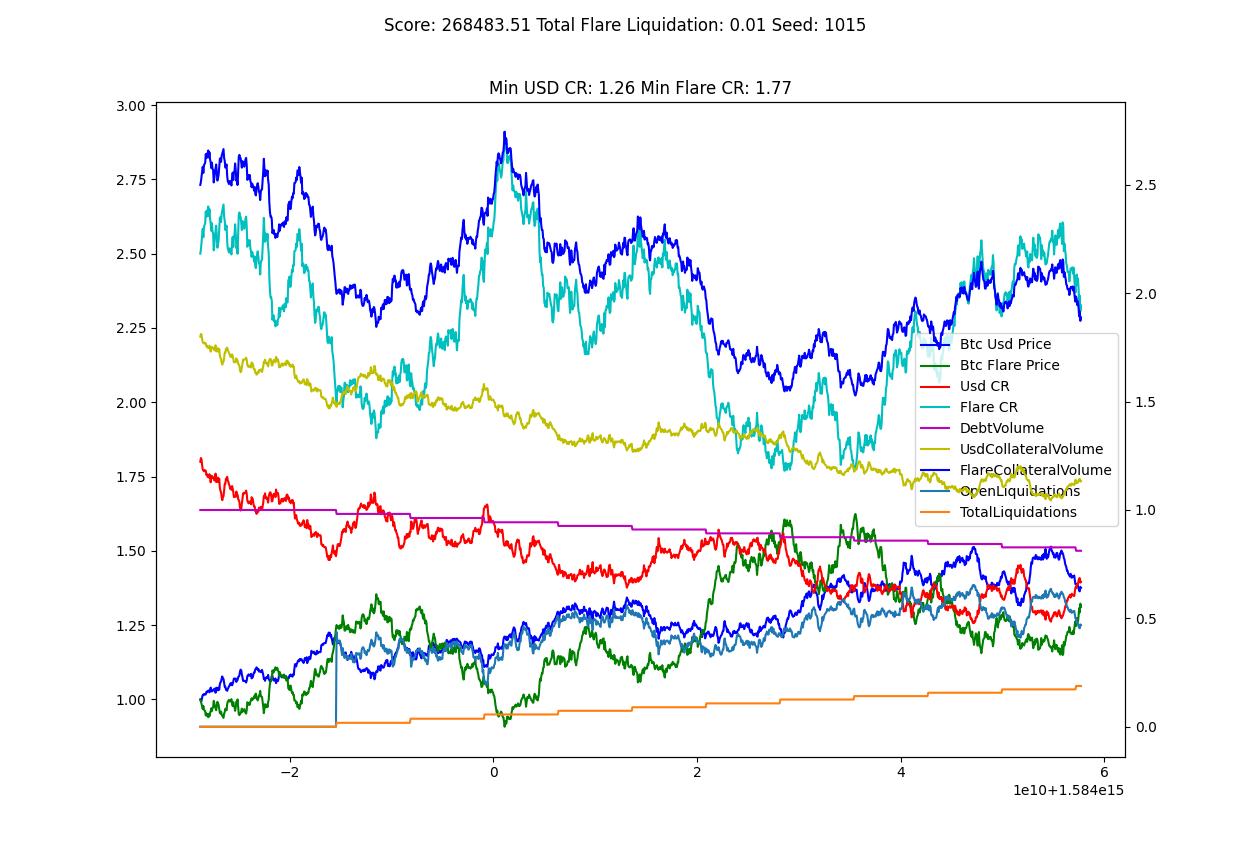 Score: 268483.51 Total Flare Liquidation: 0.01 Seed: 1015
Min USD CR: 1.26 Min Flare CR: 1.77
3.00
2.75
2.50
2.25
2.00
1.75
1.50
1.25
1.00
2.5
2.0
1.5
1.0
0.5
0.0
Btc Usd Price
Btc Flare Price
Usd CR
Flare CR
DebtVolume
UsdCollateralVolume
FlareCollateralVolume
OpenLiquidations
TotalLiquidations
−2
0
2
4
6
1e10+1.584e15